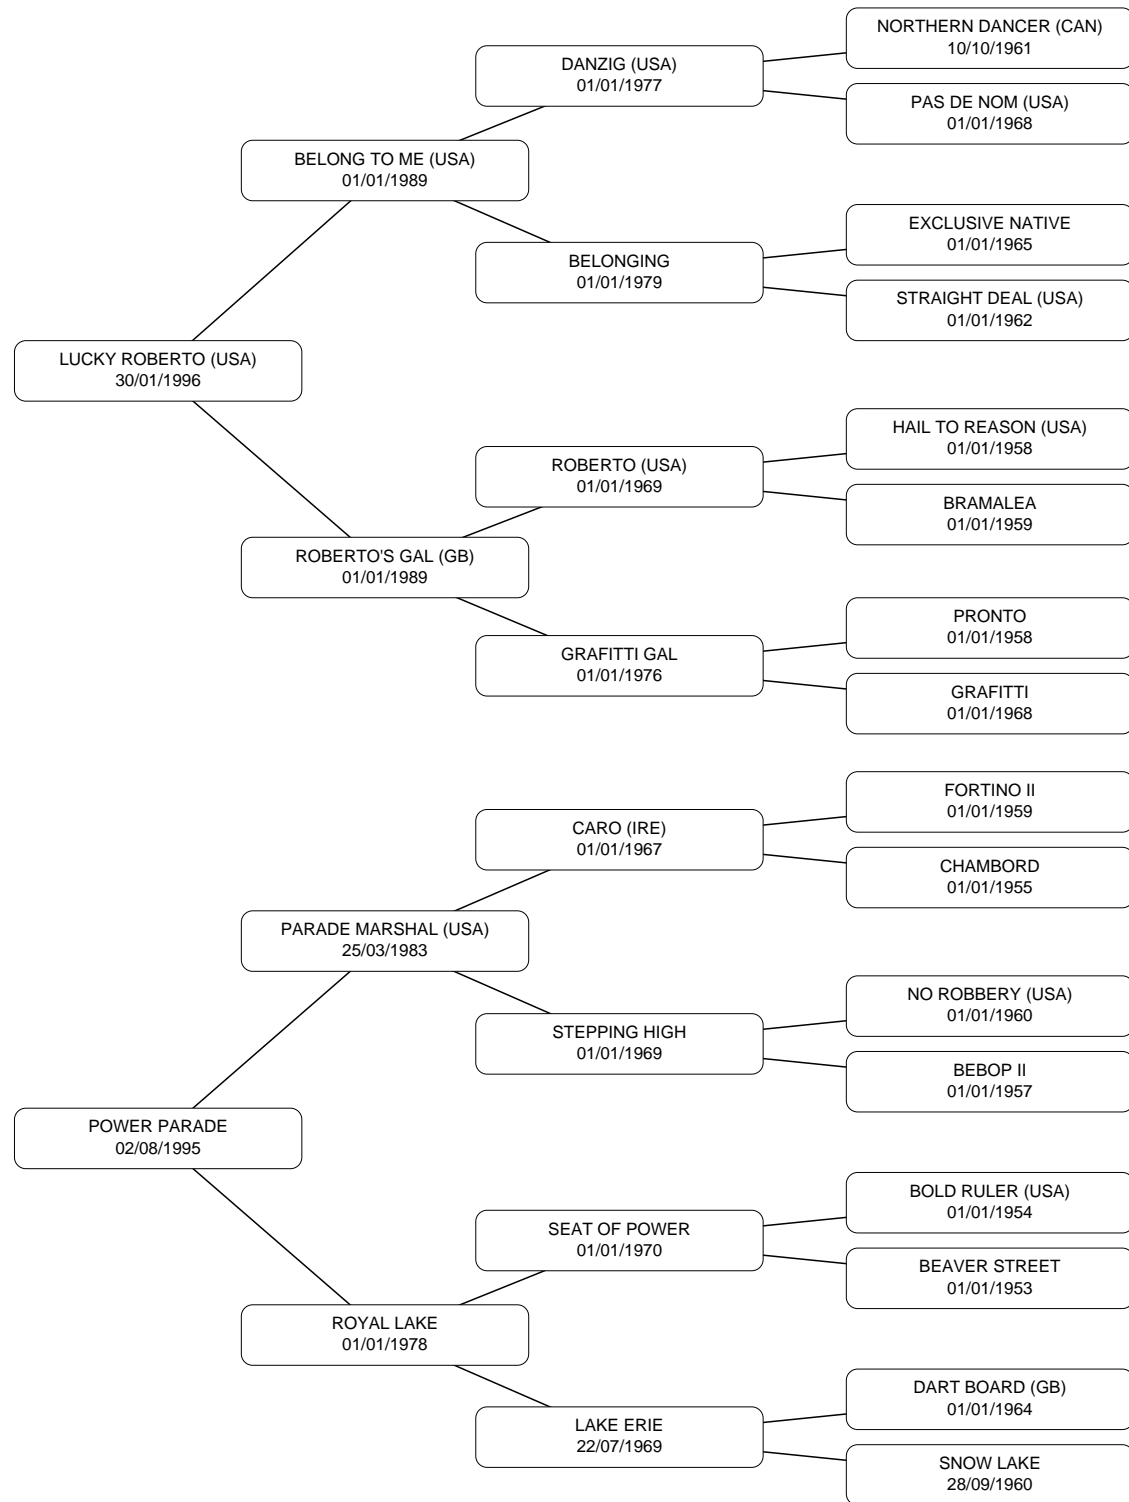 NORTHERN DANCER (CAN)
10/10/1961
DANZIG (USA)
01/01/1977
PAS DE NOM (USA)
01/01/1968
BELONG TO ME (USA)
01/01/1989
EXCLUSIVE NATIVE
01/01/1965
BELONGING
01/01/1979
STRAIGHT DEAL (USA)
01/01/1962
LUCKY ROBERTO (USA)
30/01/1996
HAIL TO REASON (USA)
01/01/1958
ROBERTO (USA)
01/01/1969
BRAMALEA
01/01/1959
ROBERTO'S GAL (GB)
01/01/1989
PRONTO
01/01/1958
GRAFITTI GAL
01/01/1976
GRAFITTI
01/01/1968
FORTINO II
01/01/1959
CARO (IRE)
01/01/1967
CHAMBORD
01/01/1955
PARADE MARSHAL (USA)
25/03/1983
NO ROBBERY (USA)
01/01/1960
STEPPING HIGH
01/01/1969
BEBOP II
01/01/1957
POWER PARADE
02/08/1995
BOLD RULER (USA)
01/01/1954
SEAT OF POWER
01/01/1970
BEAVER STREET
01/01/1953
ROYAL LAKE
01/01/1978
DART BOARD (GB)
01/01/1964
LAKE ERIE
22/07/1969
SNOW LAKE
28/09/1960